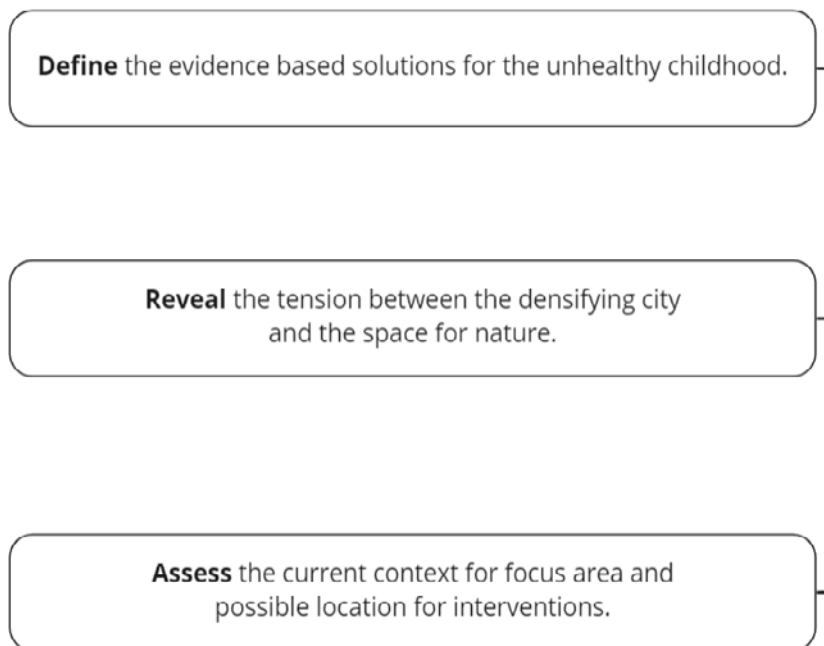 Define the evidence based solutions for the unhealthy childhood.
Reveal the tension between the densifying city
and the space for nature.
Assess the current context for focus area and
possible location for interventions.